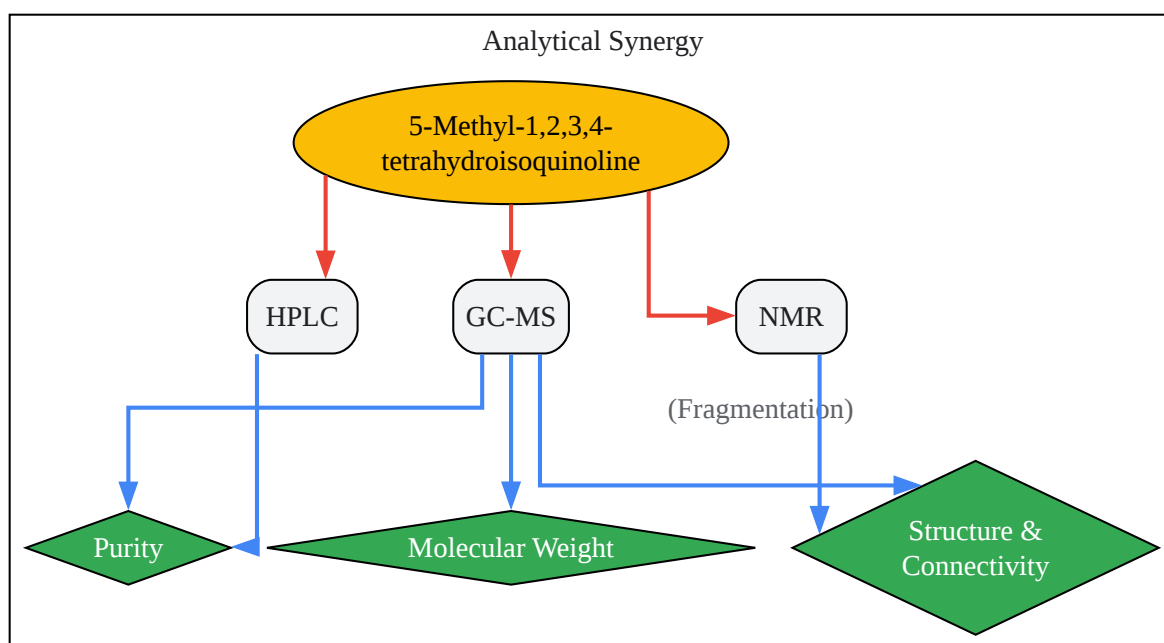 Analytical Synergy
5-Methyl-1,2,3,4-
tetrahydroisoquinoline
HPLC
GC-MS
NMR
(Fragmentation)
Purity
Molecular Weight
Structure &
Connectivity